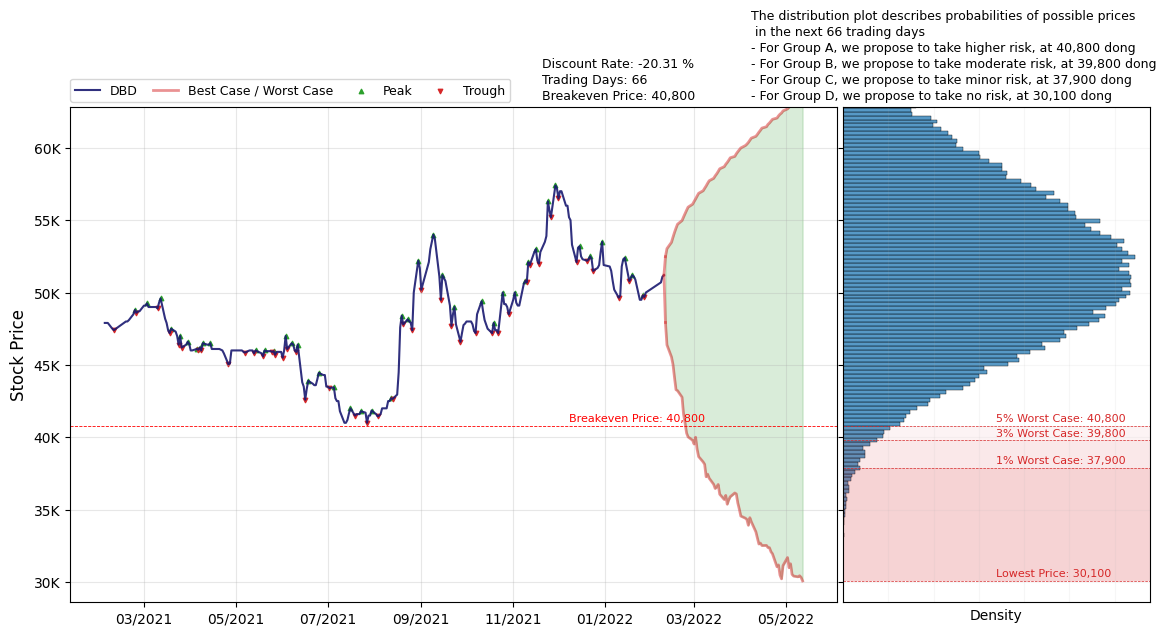 The distribution plot describes probabilities of possible prices
in the next 66 trading days
- For Group A, we propose to take higher risk, at 40,800 dong
- For Group B, we propose to take moderate risk, at 39,800 dong
- For Group C, we propose to take minor risk, at 37,900 dong
- For Group D, we propose to take no risk, at 30,100 dong
Discount Rate: -20.31 %
Trading Days: 66
Breakeven Price: 40,800
DBD
Best Case / Worst Case
Peak
Trough
Stock Price
60K
55K
50K
45K
40K
35K
30K
Breakeven Price: 40,800
03/2021
05/2021
07/2021
09/2021
11/2021
01/2022
03/2022
05/2022
5% Worst Case: 40,800
3% Worst Case: 39,800
1% Worst Case: 37,900
Lowest Price: 30,100
Density